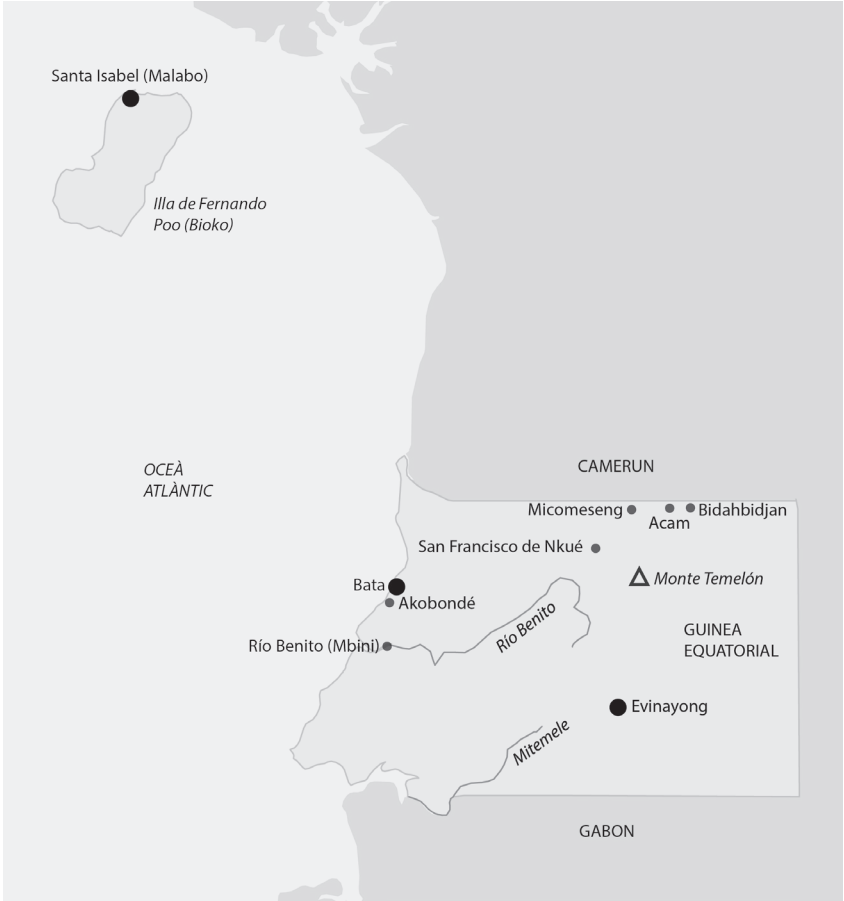 Santa Isabel (Malabo)
Illa de Fernando
Poo (Bioko)
OCEÀ
ATLÀNTIC
CAMERUN
Micomeseng
Bidahbidjan
Acam
San Francisco de Nkué
Monte Temelón
Bata
Akobondé
Río Benito
GUINEA
EQUATORIAL
Río Benito (Mbini)
Evinayong
Mitemele
GABON